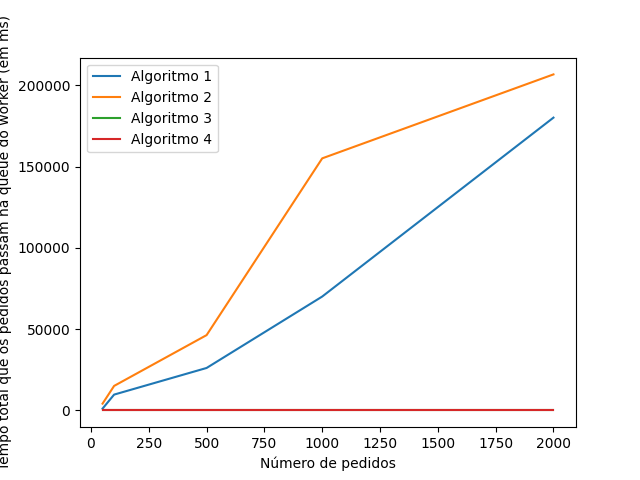 Algoritmo 1
Algoritmo 2
Algoritmo 3
Algoritmo 4
Tempo total que os pedidos passam na queue do worker (em ms)
200000
150000
100000
50000
0
0 250 500 750 1000 1250 1500 1750 2000
Número de pedidos